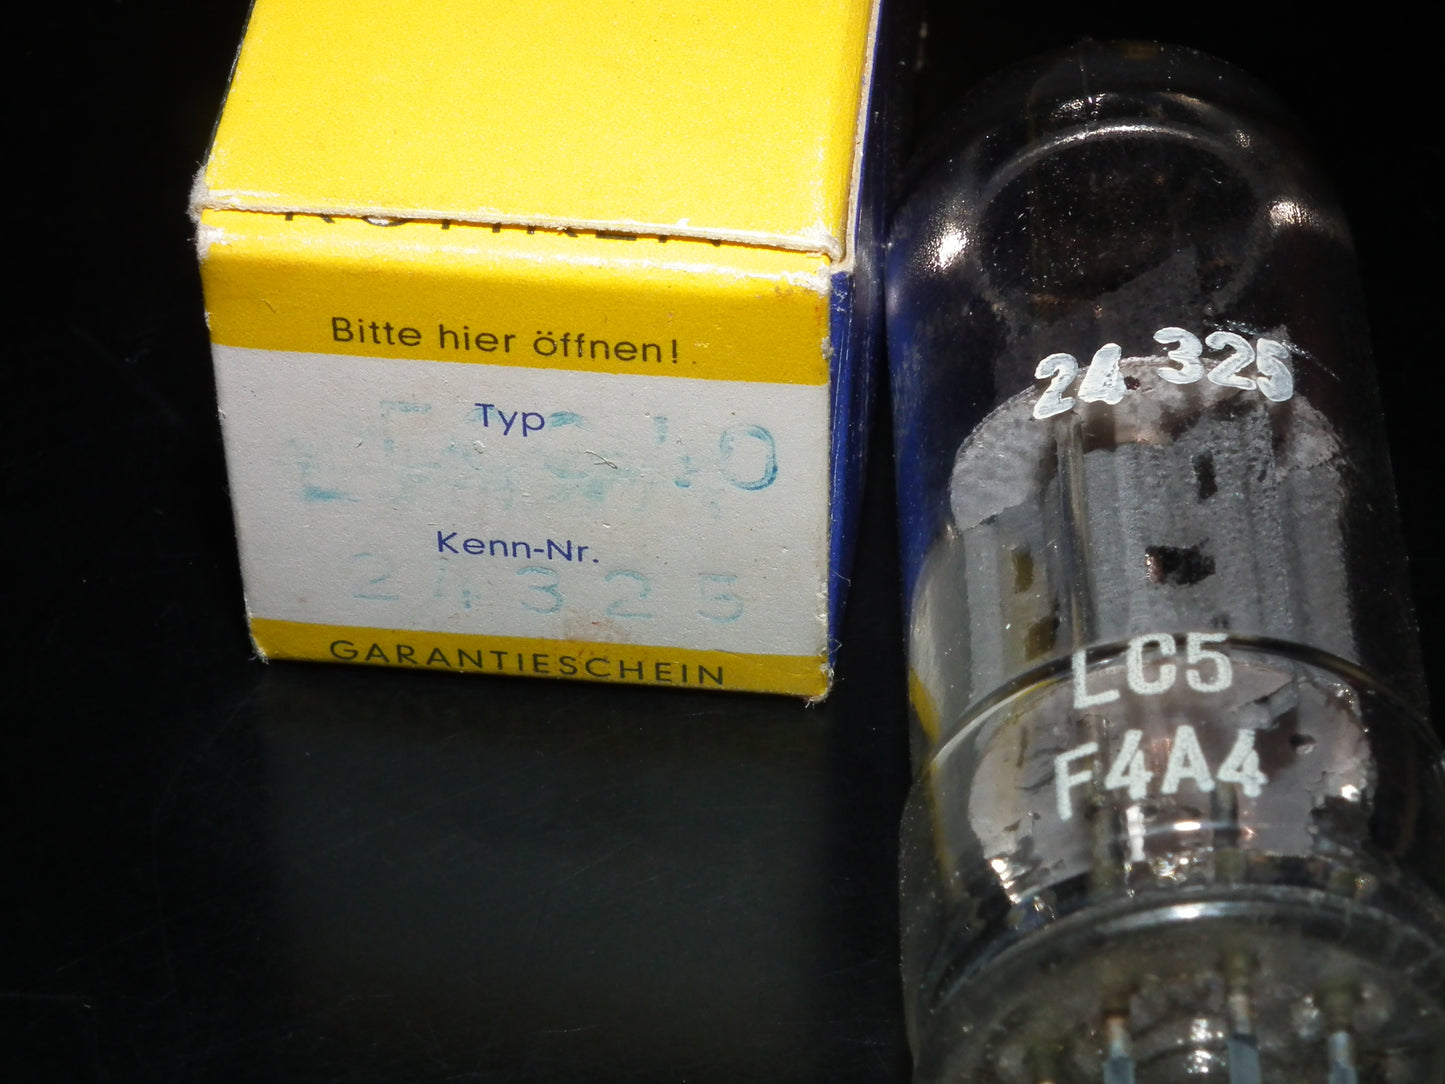 Bitte hier öffnen!
Typ
Kenn-Nr.
24325
GARANTIESCHEIN
24 325
LC5
F4A4